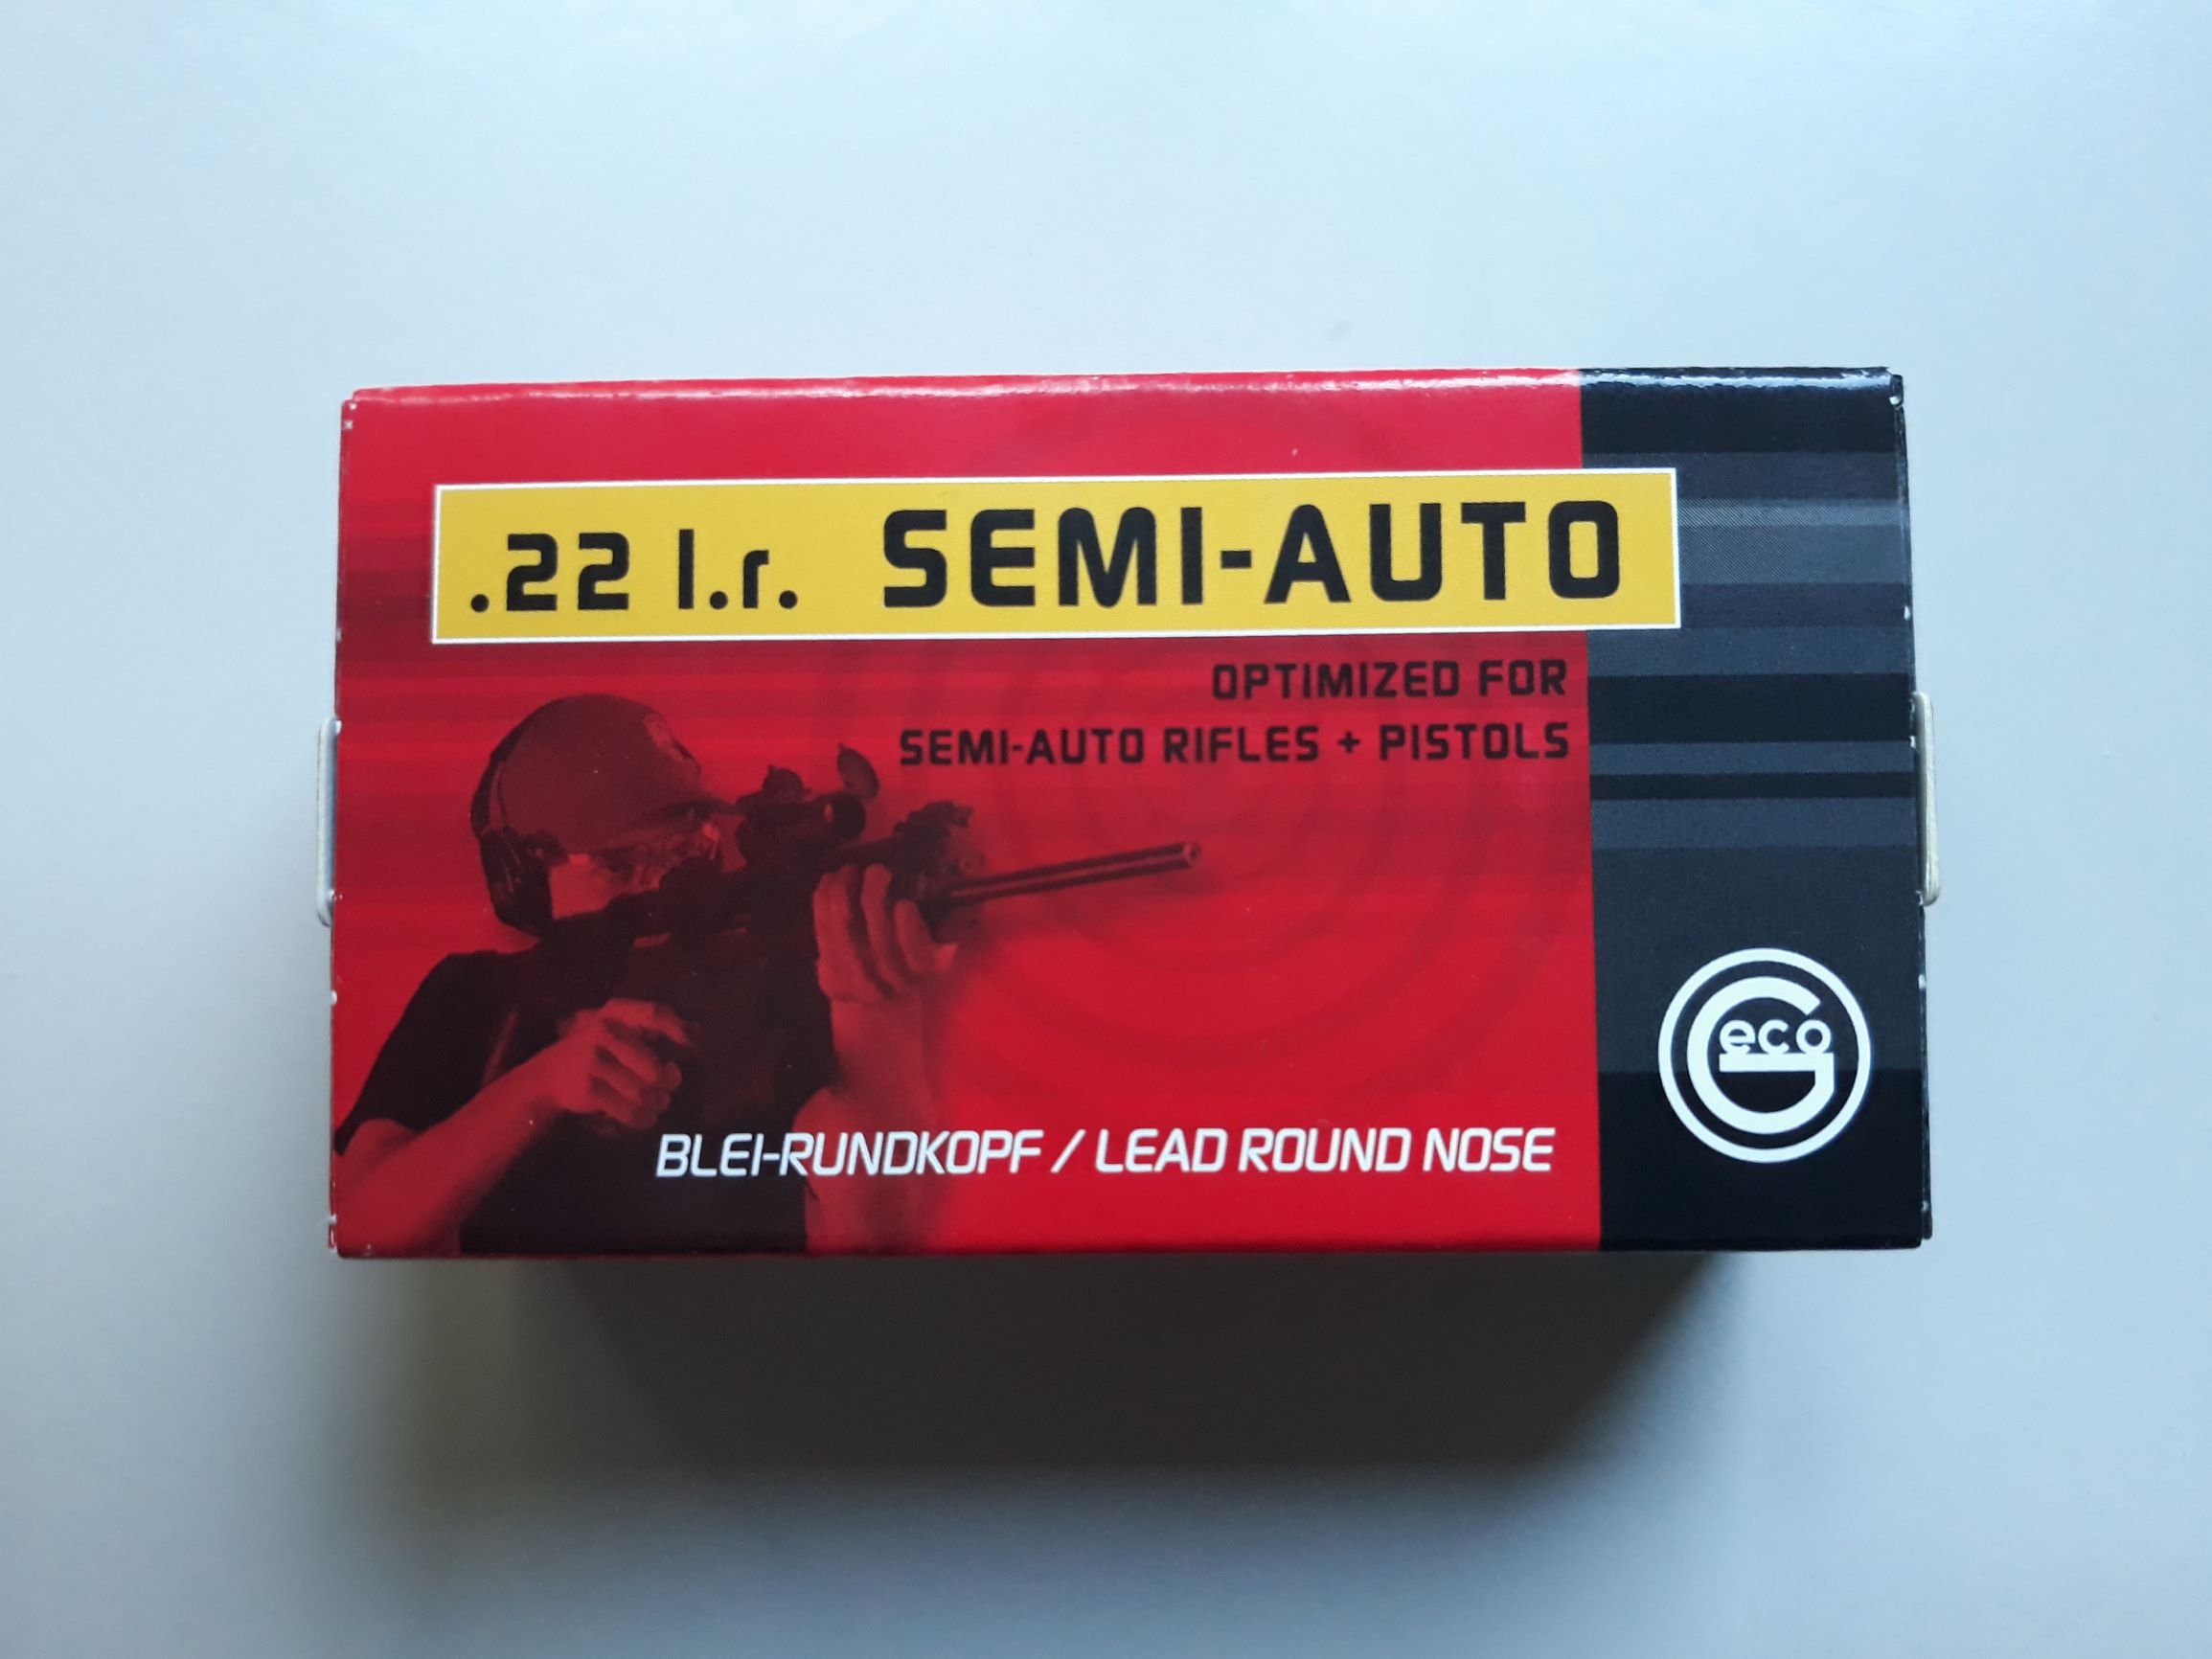 .22 l.r. SEMI-AUTO
OPTIMIZED FOR
SEMI-AUTO RIFLES + PISTOLS
BLEI-RUNDKOPF / LEAD ROUND NOSE
Geco